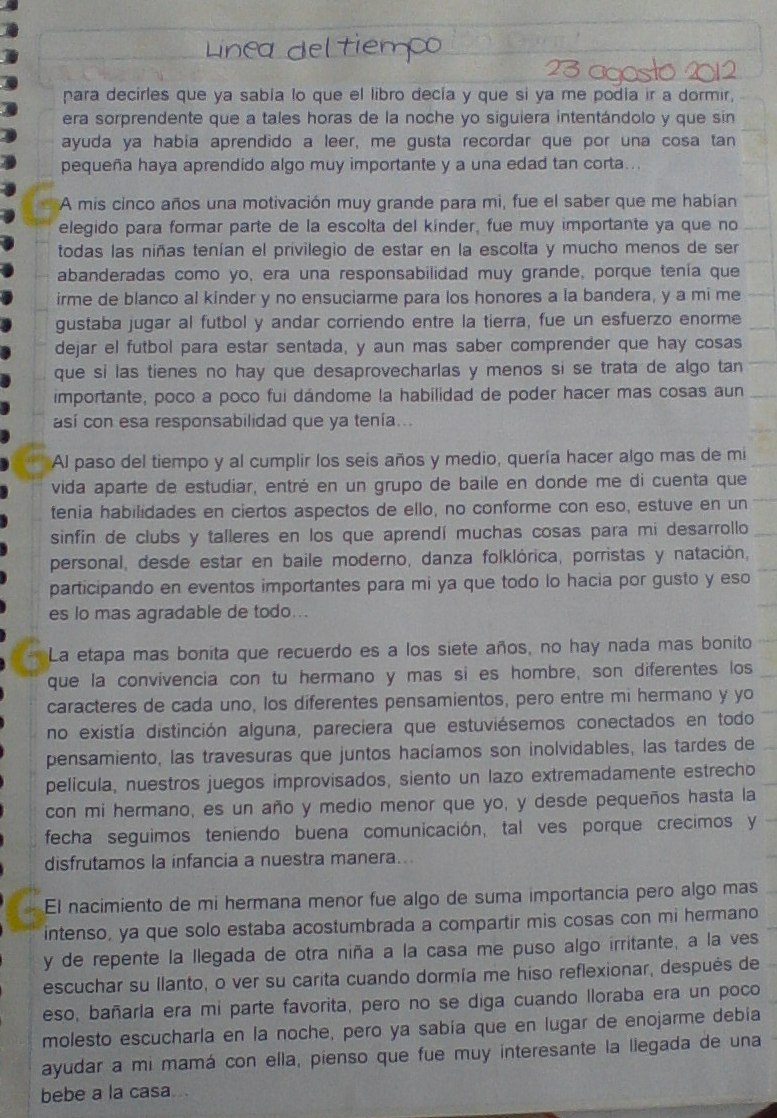 Linea del tiempo
23 agosto 2012
para decirles que ya sabía lo que el libro decía y que si ya me podía ir a dormir,
era sorprendente que a tales horas de la noche yo siguiera intentándolo y que sin
ayuda ya había aprendido a leer, me gusta recordar que por una cosa tan
pequeña haya aprendido algo muy importante y a una edad tan corta...
G A mis cinco años una motivación muy grande para mi, fue el saber que me habían
elegido para formar parte de la escolta del kinder, fue muy importante ya que no
todas las niñas tenían el privilegio de estar en la escolta y mucho menos de ser
abanderadas como yo, era una responsabilidad muy grande, porque tenía que
irme de blanco al kínder y no ensuciarme para los honores a la bandera, y a mi me
gustaba jugar al futbol y andar corriendo entre la tierra, fue un esfuerzo enorme
dejar el futbol para estar sentada, y aun mas saber comprender que hay cosas
que si las tienes no hay que desaprovecharlas y menos si se trata de algo tan
importante, poco a poco fui dándome la habilidad de poder hacer mas cosas aun
así con esa responsabilidad que ya tenía...
G Al paso del tiempo y al cumplir los seis años y medio, quería hacer algo mas de mi
vida aparte de estudiar, entré en un grupo de baile en donde me di cuenta que
tenia habilidades en ciertos aspectos de ello, no conforme con eso, estuve en un
sinfín de clubs y talleres en los que aprendí muchas cosas para mi desarrollo
personal, desde estar en baile moderno, danza folklórica, porristas y natación,
participando en eventos importantes para mi ya que todo lo hacia por gusto y eso
es lo mas agradable de todo...
G La etapa mas bonita que recuerdo es a los siete años, no hay nada mas bonito
que la convivencia con tu hermano y mas si es hombre, son diferentes los
caracteres de cada uno, los diferentes pensamientos, pero entre mi hermano y yo
no existía distinción alguna, pareciera que estuviésemos conectados en todo
pensamiento, las travesuras que juntos hacíamos son inolvidables, las tardes de
película, nuestros juegos improvisados, siento un lazo extremadamente estrecho
con mi hermano, es un año y medio menor que yo, y desde pequeños hasta la
fecha seguimos teniendo buena comunicación, tal ves porque crecimos y
disfrutamos la infancia a nuestra manera...
G El nacimiento de mi hermana menor fue algo de suma importancia pero algo mas
intenso, ya que solo estaba acostumbrada a compartir mis cosas con mi hermano
y de repente la llegada de otra niña a la casa me puso algo irritante, a la ves
escuchar su llanto, o ver su carita cuando dormía me hiso reflexionar, después de
eso, bañarla era mi parte favorita, pero no se diga cuando lloraba era un poco
molesto escucharla en la noche, pero ya sabía que en lugar de enojarme debía
ayudar a mi mamá con ella, pienso que fue muy interesante la llegada de una
bebe a la casa...